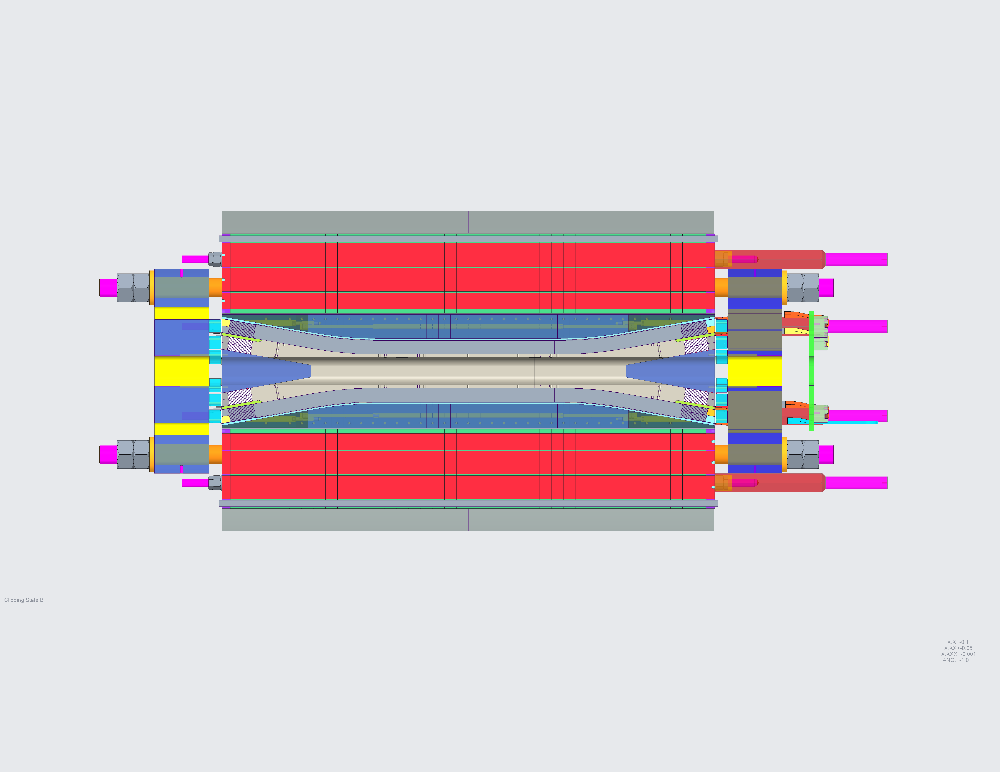 Clipping State:B
X.X+-0.1
X.XX+-0.05
X.XXX+-0.001
ANG.+-1.0